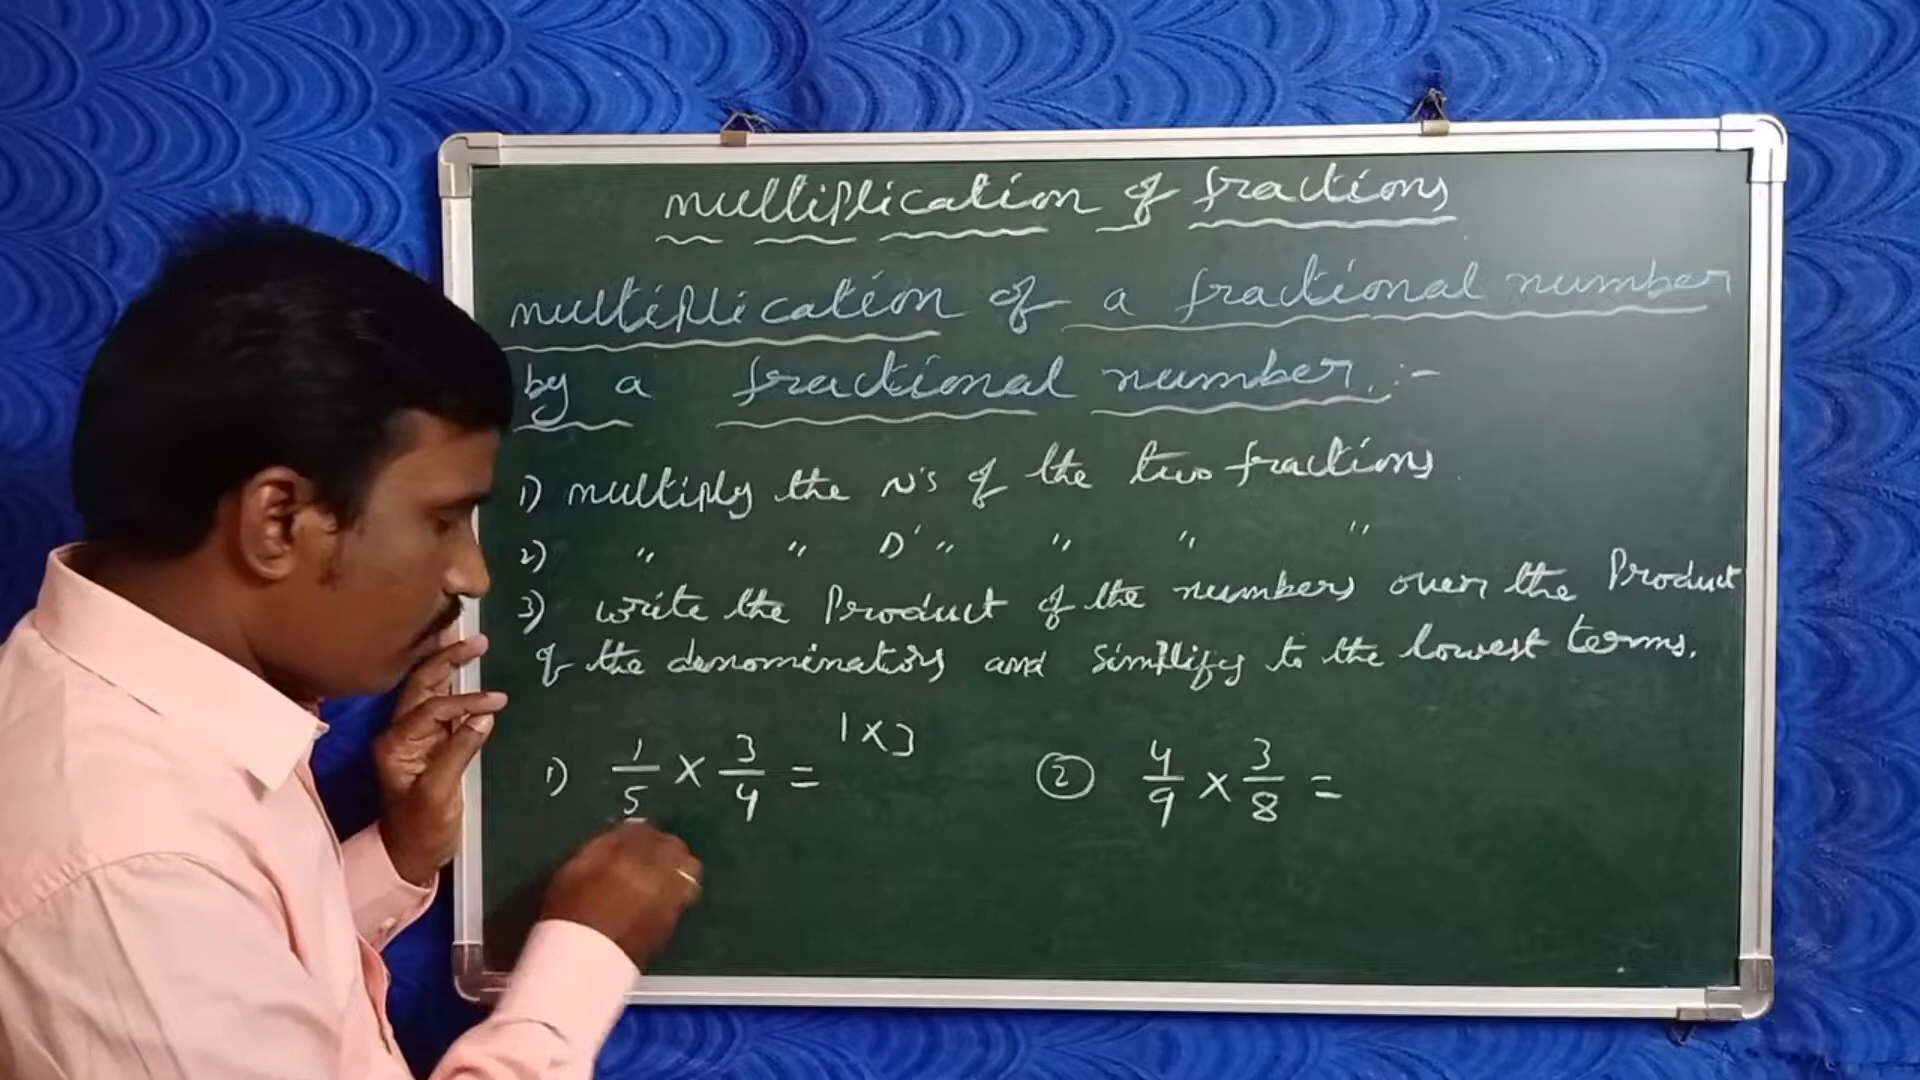 multiplication of fractions
multiplication of a fractional number
by a fractional number :-
1) multiply the N's of the two fractions
2) " " D' " " " "
3) write the Product of the numbers over the Product
of the denominators and simplify to the lowest terms.
1) 1/5 × 3/4 = 1 × 3
② 4/9 × 3/8 =